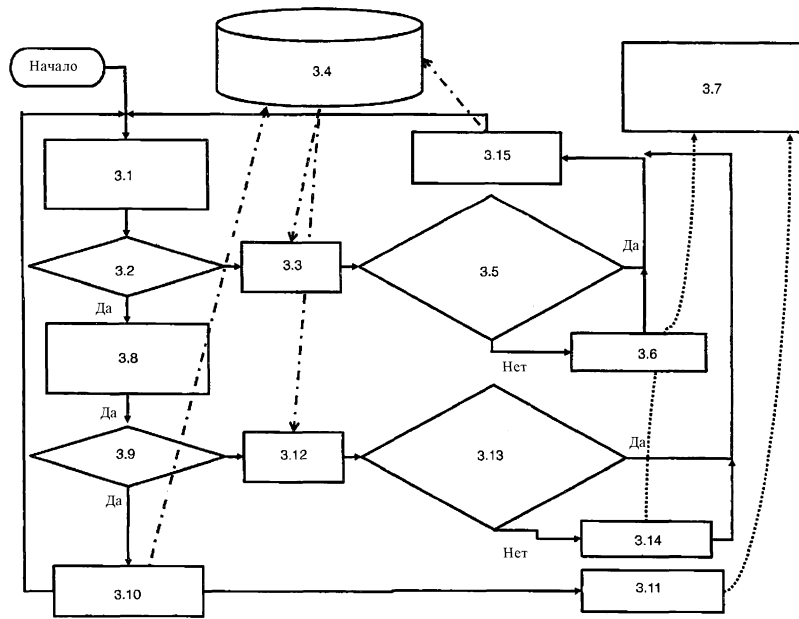 Начало
3.4
3.7
3.1
3.15
3.2
3.3
3.5
Да
Да
3.8
3.6
Нет
Да
3.9
3.12
3.13
Да
Да
3.14
Нет
3.10
3.11